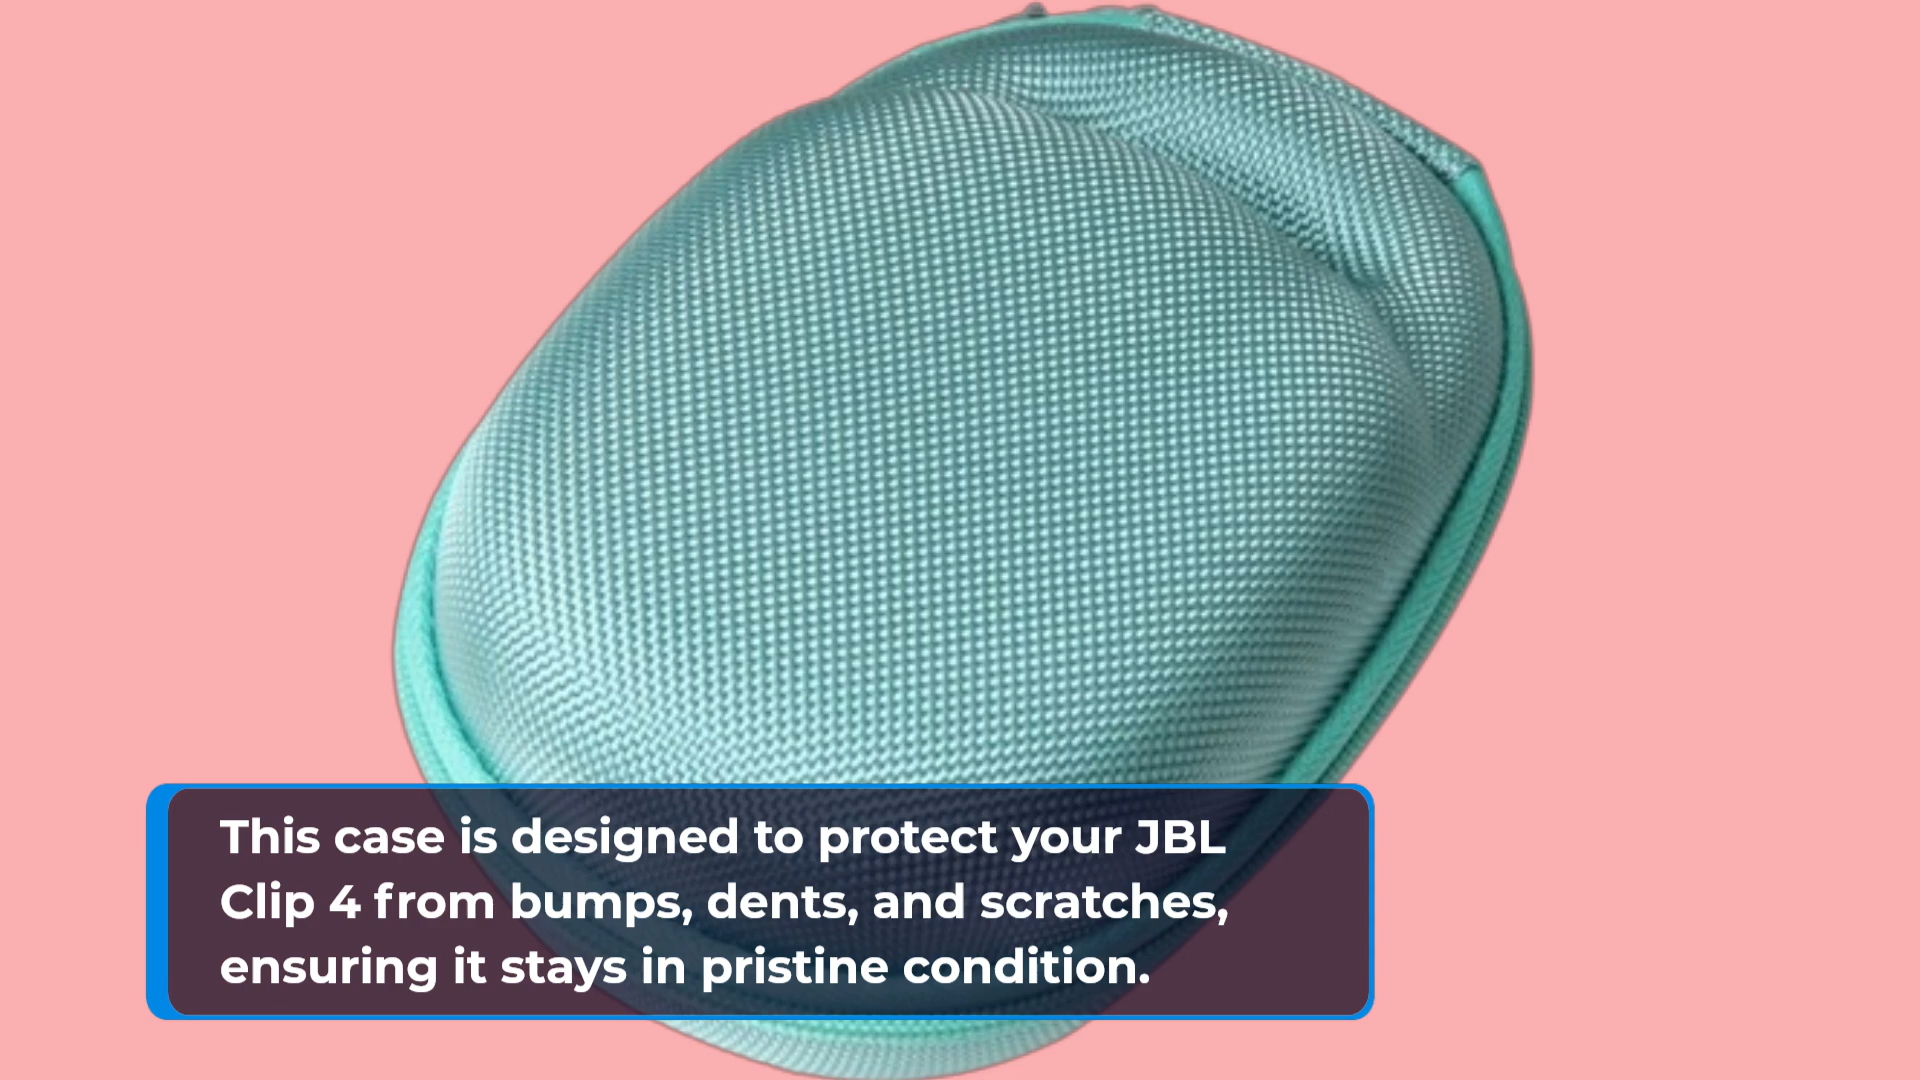 This case is designed to protect your JBL
Clip 4 from bumps, dents, and scratches,
ensuring it stays in pristine condition.